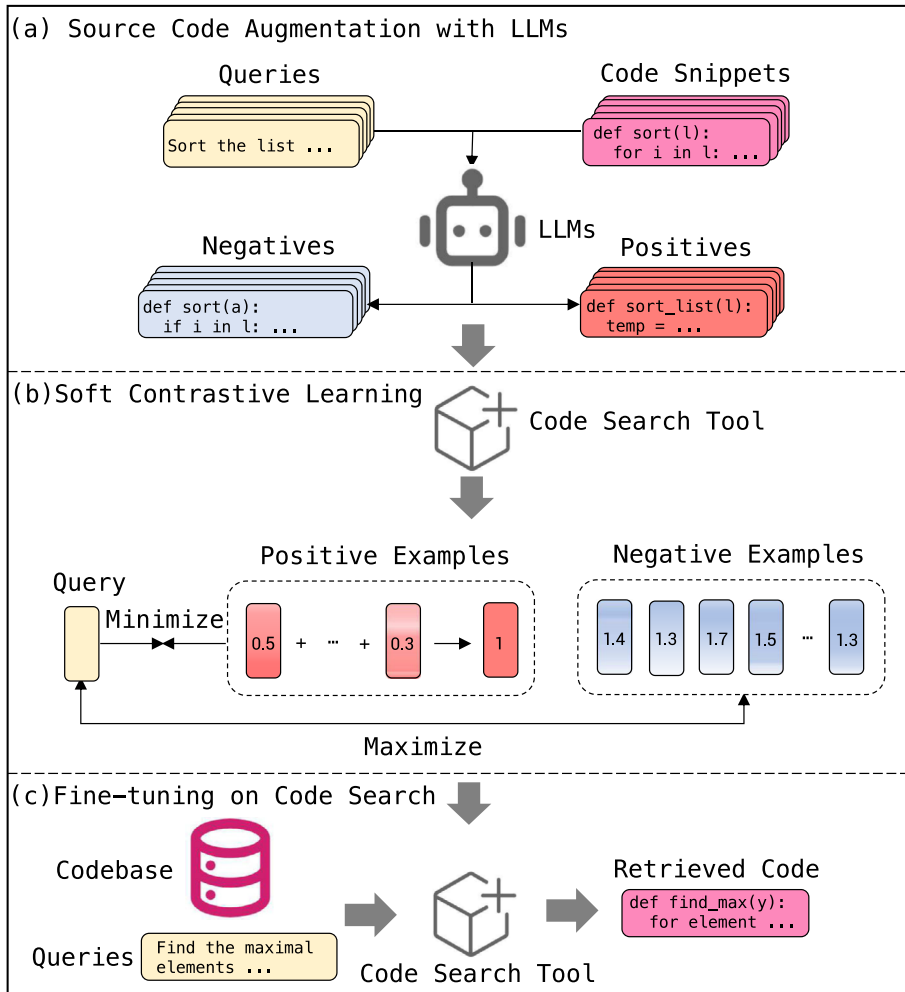 (a) Source Code Augmentation with LLMs
Queries
Code Snippets
Sort the list ...
def sort(l):
for i in l: ...
LLMs
Negatives
Positives
def sort(a):
if i in l: ...
def sort_list(l):
temp = ...
(b)Soft Contrastive Learning
Code Search Tool
Positive Examples
Negative Examples
Query
Minimize
0.5 + … + 0.3 1
1.4 1.3 1.7 1.5 … 1.3
Maximize
(c)Fine-tuning on Code Search
Codebase
Retrieved Code
def find_max(y):
for element ...
Queries
Find the maximal
elements ...
Code Search Tool